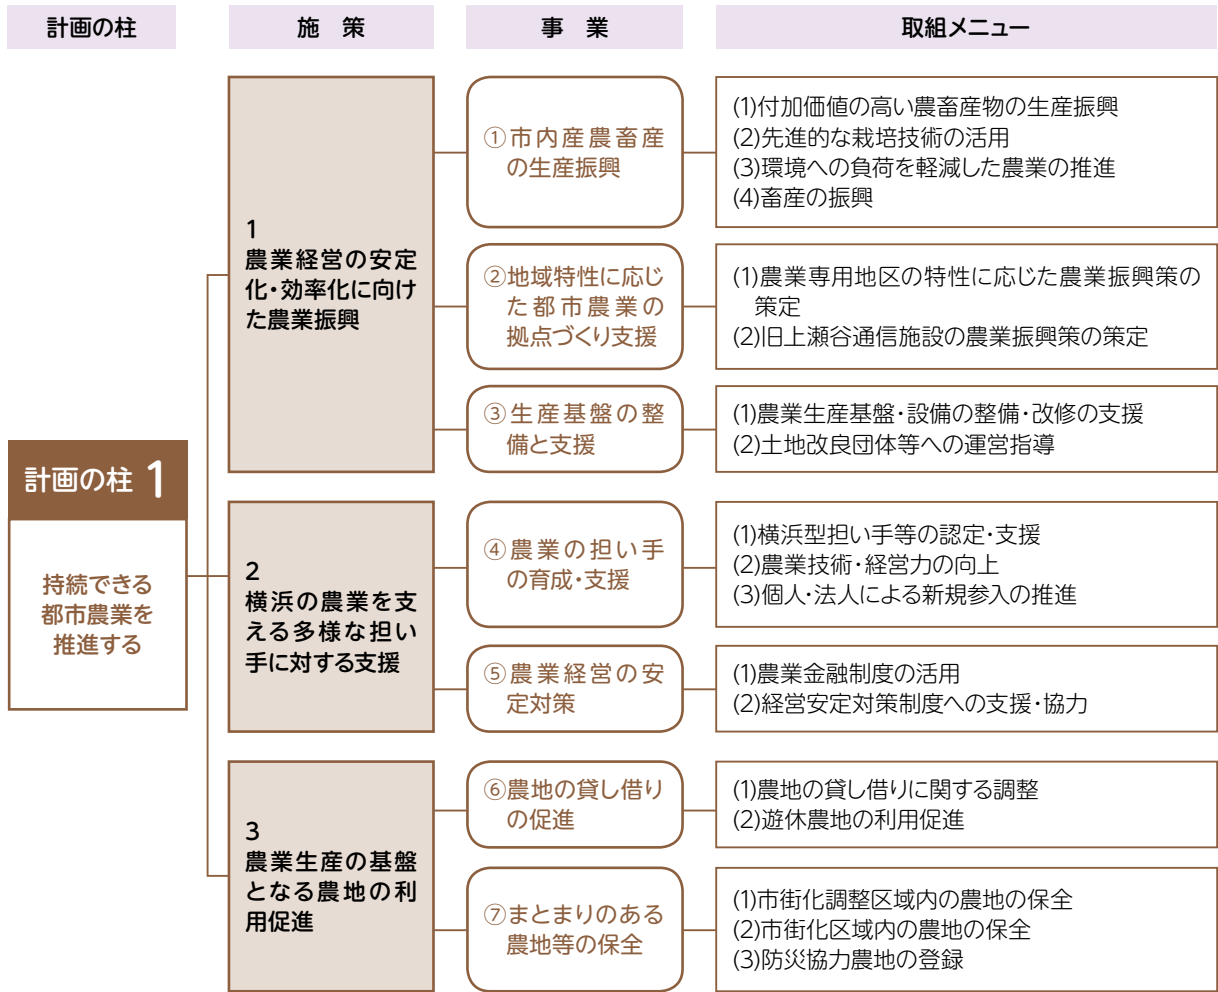 計画の柱
施　策
事　業
取組メニュー
計画の柱 1
持続できる
都市農業を
推進する
1
農業経営の安定
化・効率化に向け
た農業振興
①市内産農畜産
の生産振興
(1)付加価値の高い農畜産物の生産振興
(2)先進的な栽培技術の活用
(3)環境への負荷を軽減した農業の推進
(4)畜産の振興
②地域特性に応じ
た都市農業の
拠点づくり支援
(1)農業専用地区の特性に応じた農業振興策の
策定
(2)旧上瀬谷通信施設の農業振興策の策定
③生産基盤の整
備と支援
(1)農業生産基盤・設備の整備・改修の支援
(2)土地改良団体等への運営指導
2
横浜の農業を支
える多様な担い
手に対する支援
④農業の担い手
の育成・支援
(1)横浜型担い手等の認定・支援
(2)農業技術・経営力の向上
(3)個人・法人による新規参入の推進
⑤農業経営の安
定対策
(1)農業金融制度の活用
(2)経営安定対策制度への支援・協力
3
農業生産の基盤
となる農地の利
用促進
⑥農地の貸し借り
の促進
(1)農地の貸し借りに関する調整
(2)遊休農地の利用促進
⑦まとまりのある
農地等の保全
(1)市街化調整区域内の農地の保全
(2)市街化区域内の農地の保全
(3)防災協力農地の登録